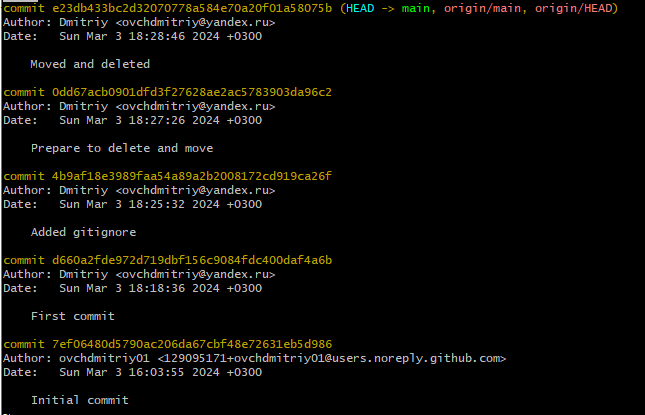 commit e23db433bc2d32070778a584e70a20f01a58075b (HEAD -> main, origin/main, origin/HEAD)
Author: Dmitriy <ovchdmitriy@yandex.ru>
Date:   Sun Mar 3 18:28:46 2024 +0300
Moved and deleted
commit 0dd67acb0901dfd3f27628ae2ac5783903da96c2
Author: Dmitriy <ovchdmitriy@yandex.ru>
Date:   Sun Mar 3 18:27:26 2024 +0300
Prepare to delete and move
commit 4b9af18e3989faa54a89a2b2008172cd919ca26f
Author: Dmitriy <ovchdmitriy@yandex.ru>
Date:   Sun Mar 3 18:25:32 2024 +0300
Added gitignore
commit d660a2fde972d719dbf156c9084fdc400daf4a6b
Author: Dmitriy <ovchdmitriy@yandex.ru>
Date:   Sun Mar 3 18:18:36 2024 +0300
First commit
commit 7ef06480d5790ac206da67cbf48e72631eb5d986
Author: ovchdmitriy01 <129095171+ovchdmitriy01@users.noreply.github.com>
Date:   Sun Mar 3 16:03:55 2024 +0300
Initial commit